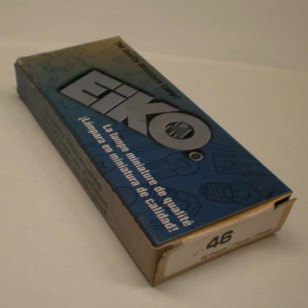 EiKO
La lampe miniature de qualité
¡Lámpara en miniatura de calidad!
46